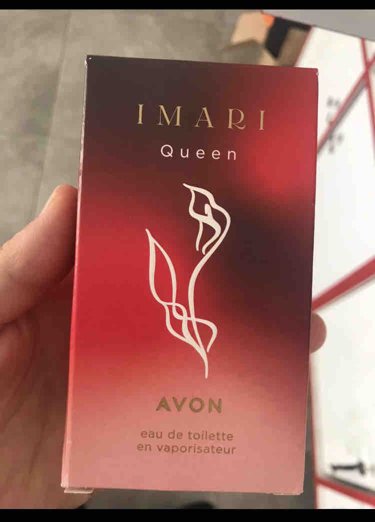 IMARI
Queen
AVON
eau de toilette
en vaporisateur